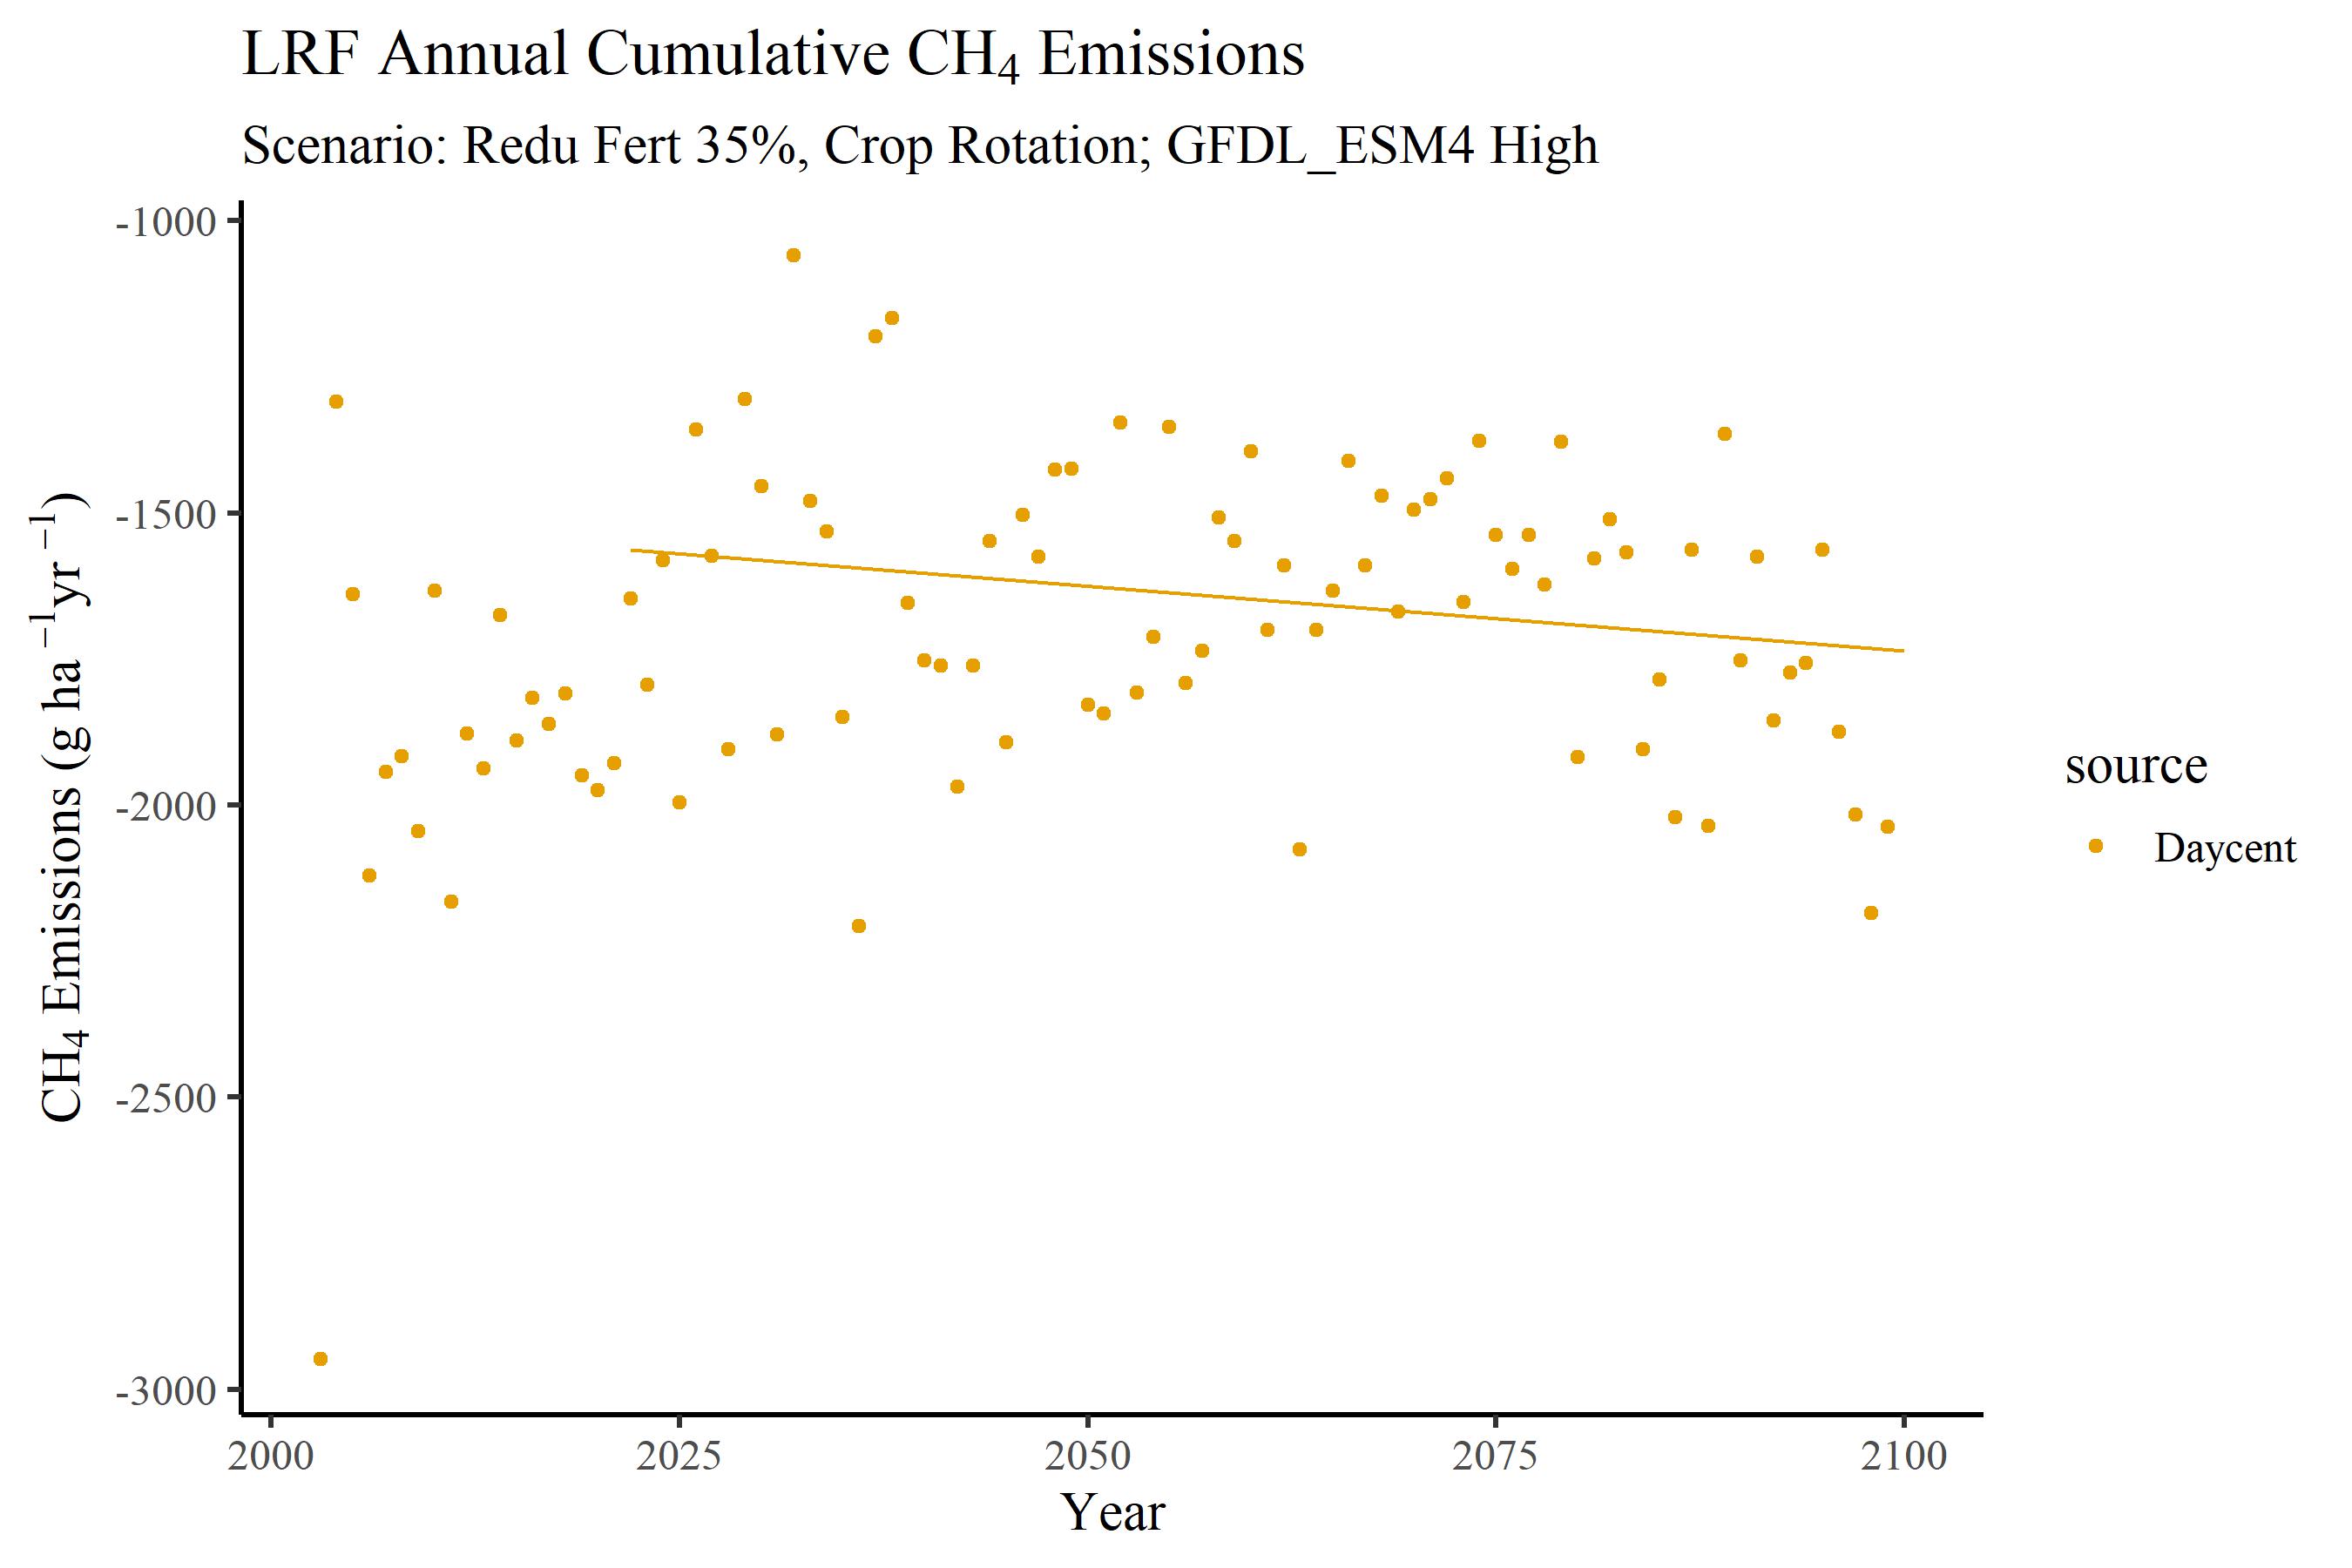 LRF Annual Cumulative CH₄ Emissions
Scenario: Redu Fert 35%, Crop Rotation; GFDL_ESM4 High
CH₄ Emissions (g ha⁻¹yr⁻¹)
-1000
-1500
-2000
-2500
-3000
2000
2025
2050
2075
2100
Year
source
Daycent